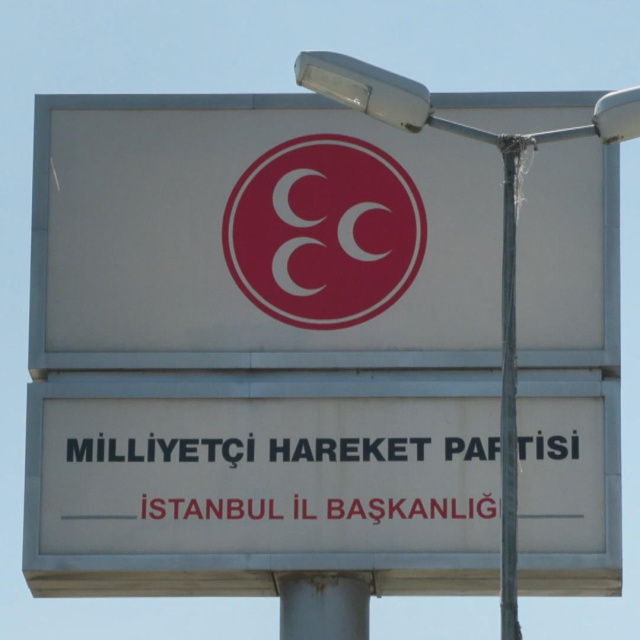 MİLLİYETÇİ HAREKET PARTİSİ
İSTANBUL İL BAŞKANLIĞI